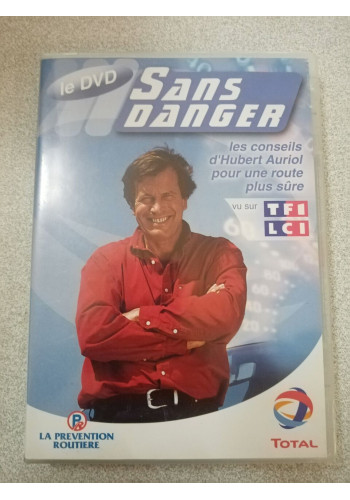 le DVD
SANS
DANGER
les conseils
d'Hubert Auriol
pour une route
plus sûre
vu sur
TF1
LCI
LA PREVENTION
ROUTIERE
TOTAL